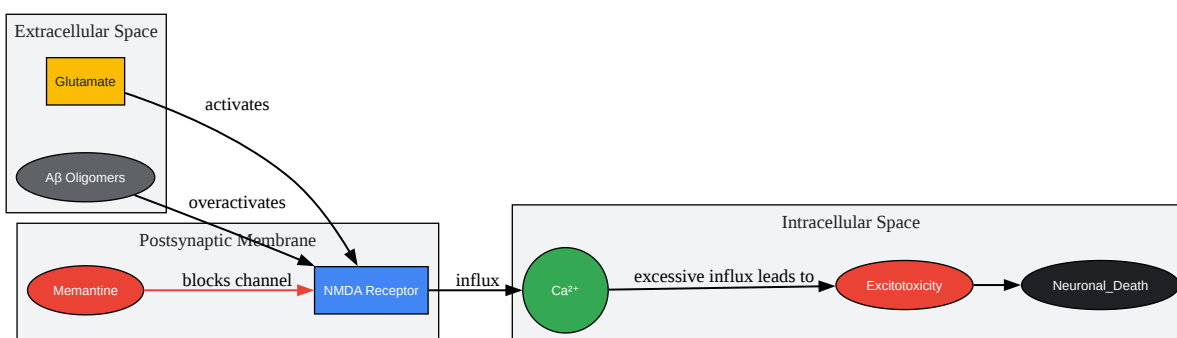 Extracellular Space
Glutamate
activates
Aβ Oligomers
overactivates
Postsynaptic Membrane
Memantine
blocks channel
NMDA Receptor
influx
Intracellular Space
Ca²⁺
excessive influx leads to
Excitotoxicity
Neuronal_Death